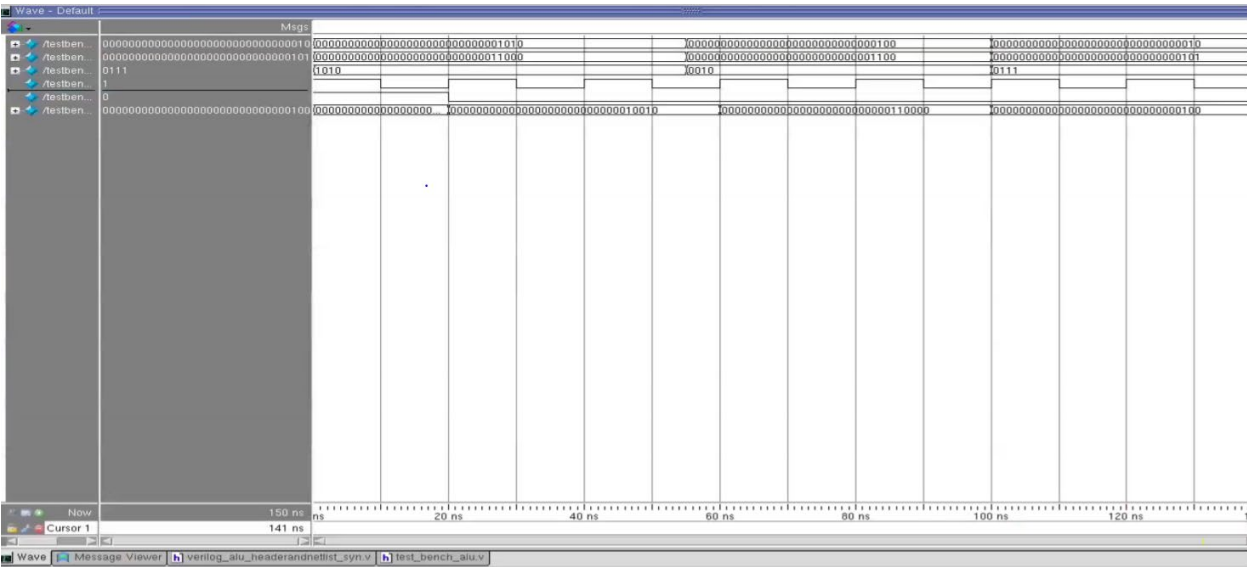 Wave - Default
Msgs
/testben... 00000000000000000000000000000010 00000000000000000000000000001010 00000000000000000000000000000100 00000000000000000000000000000010
/testben... 00000000000000000000000000000101 00000000000000000000000000011000 00000000000000000000000000001100 00000000000000000000000000000101
/testben... 0111 1010 0010 0111
/testben... 1
/testben... 0
/testben... 00000000000000000000000000000100 000000000000000000... 00000000000000000000000000010010 00000000000000000000000000110000 00000000000000000000000000000100
Now 150 ns ns 20 ns 40 ns 60 ns 80 ns 100 ns 120 ns
Cursor 1 141 ns
Wave Message Viewer verilog_alu_headerandnetlist_syn.v test_bench_alu.v